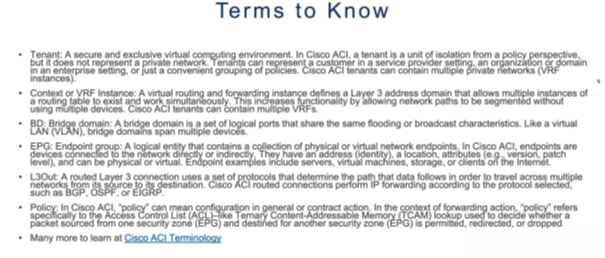 Terms to Know
• Tenant: A secure and exclusive virtual computing environment. In Cisco ACI, a tenant is a unit of isolation from a policy perspective,
but it does not represent a private network. Tenants can represent a customer in a service provider setting, an organization or domain
in an enterprise setting, or just a convenient grouping of policies. Cisco ACI tenants can contain multiple private networks (VRF
instances).
• Context or VRF Instance: A virtual routing and forwarding instance defines a Layer 3 address domain that allows multiple instances of
a routing table to exist and work simultaneously. This increases functionality by allowing network paths to be segmented without
using multiple devices. Cisco ACI tenants can contain multiple VRFs.
• BD: Bridge domain: A bridge domain is a set of logical ports that share the same flooding or broadcast characteristics. Like a virtual
LAN (VLAN), bridge domains span multiple devices.
• EPG: Endpoint group: A logical entity that contains a collection of physical or virtual network endpoints. In Cisco ACI, endpoints are
devices connected to the network directly or indirectly. They have an address (identity), a location, attributes (e.g., version, patch
level), and can be physical or virtual. Endpoint examples include servers, virtual machines, storage, or clients on the Internet.
• L3Out: A routed Layer 3 connection uses a set of protocols that determine the path that data follows in order to travel across multiple
networks from its source to its destination. Cisco ACI routed connections perform IP forwarding according to the protocol selected,
such as BGP, OSPF, or EIGRP.
• Policy: In Cisco ACI, "policy" can mean configuration in general or contract action. In the context of forwarding action, "policy" refers
specifically to the Access Control List (ACL)–like Ternary Content-Addressable Memory (TCAM) lookup used to decide whether a
packet sourced from one security zone (EPG) and destined for another security zone (EPG) is permitted, redirected, or dropped
• Many more to learn at Cisco ACI Terminology